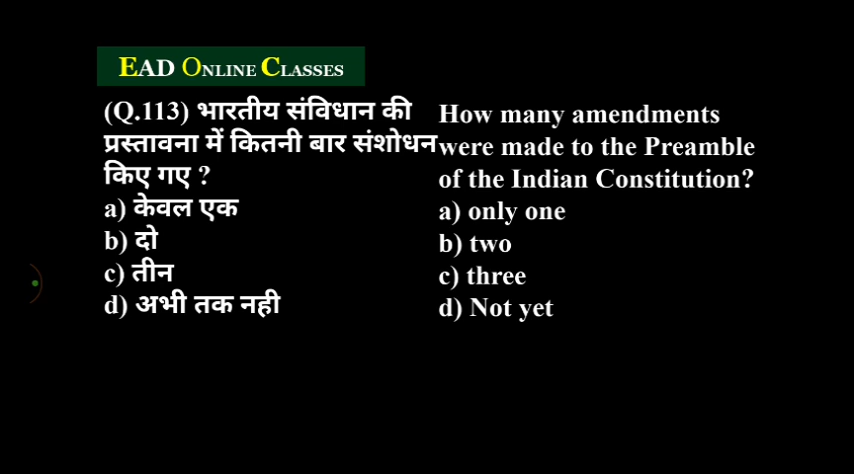 EAD ONLINE CLASSES
(Q.113) भारतीय संविधान की
प्रस्तावना में कितनी बार संशोधन
किए गए ?
a) केवल एक
b) दो
c) तीन
d) अभी तक नही
How many amendments
were made to the Preamble
of the Indian Constitution?
a) only one
b) two
c) three
d) Not yet